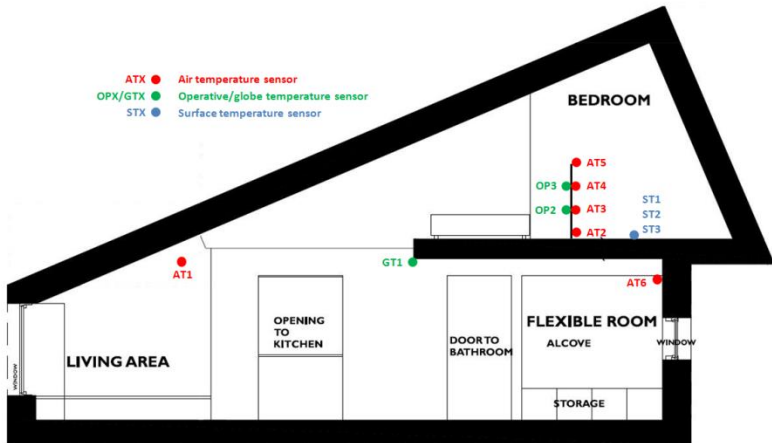 ATX Air temperature sensor
OPX/GTX Operative/globe temperature sensor
STX Surface temperature sensor
BEDROOM
AT5
OP3 AT4
OP2 AT3
AT2
ST1
ST2
ST3
AT1
GT1
AT6
OPENING
TO
KITCHEN
FLEXIBLE ROOM
ALCOVE
DOOR TO
BATHROOM
WINDOW
LIVING AREA
WINDOW
STORAGE